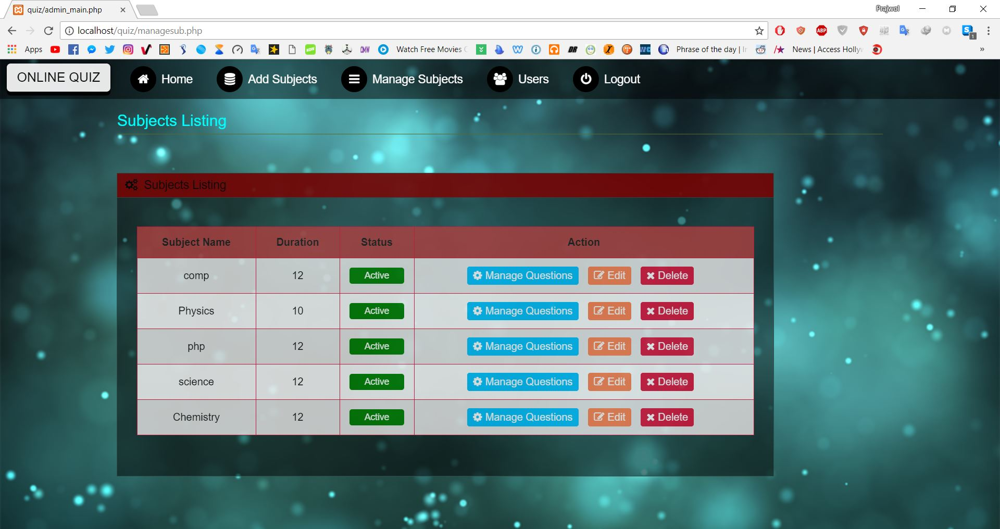 quiz/admin_main.php
Prajwol
localhost/quiz/managesub.php
Apps
Watch Free Movies
Phrase of the day |
News | Access Holly
ONLINE QUIZ
Home
Add Subjects
Manage Subjects
Users
Logout
Subjects Listing
Subjects Listing
Subject Name Duration Status Action
comp 12 Active Manage Questions Edit Delete
Physics 10 Active Manage Questions Edit Delete
php 12 Active Manage Questions Edit Delete
science 12 Active Manage Questions Edit Delete
Chemistry 12 Active Manage Questions Edit Delete